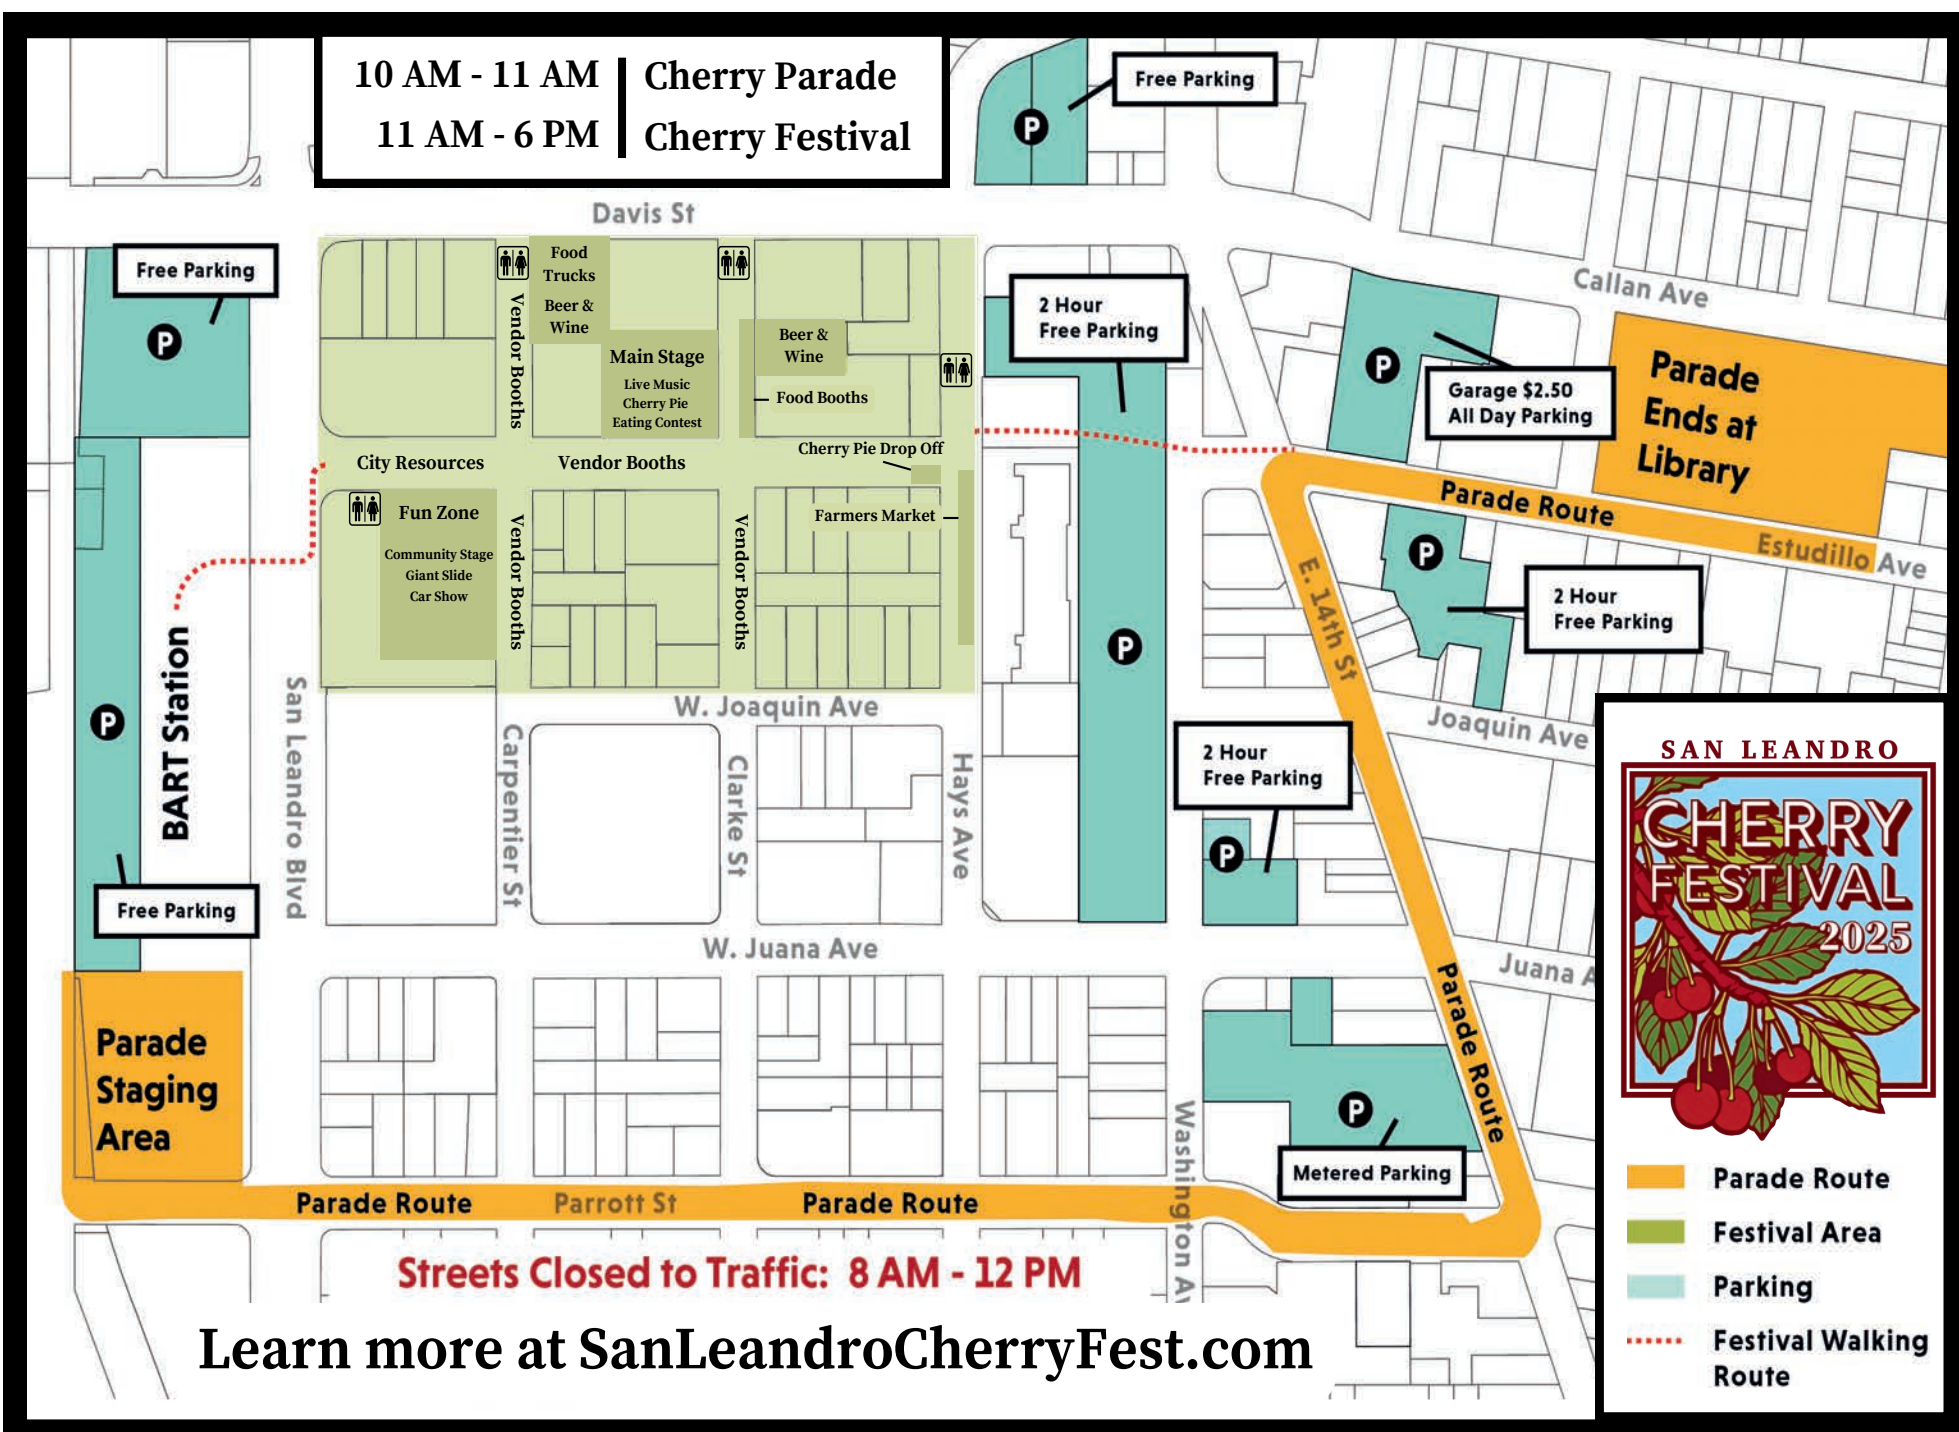 10 AM - 11 AM | Cherry Parade
11 AM - 6 PM | Cherry Festival
Free Parking
P
Davis St
Free Parking
P
Food
Trucks
Beer &
Wine
Vendor Booths
Main Stage
Live Music
Cherry Pie
Eating Contest
Beer &
Wine
Food Booths
2 Hour
Free Parking
Callan Ave
P
Garage $2.50
All Day Parking
Parade
Ends at
Library
City Resources
Vendor Booths
Cherry Pie Drop Off
Farmers Market
Fun Zone
Community Stage
Giant Slide
Car Show
Vendor Booths
Vendor Booths
Parade Route
Estudillo Ave
P
2 Hour
Free Parking
E. 14th St
P
P
BART Station
San Leandro Blvd
W. Joaquin Ave
Joaquin Ave
Carpentier St
Clarke St
Hays Ave
2 Hour
Free Parking
P
Free Parking
W. Juana Ave
Juana A
Parade
Staging
Area
Parade Route
P
Metered Parking
Washington Av
Parade Route
Parrott St
Parade Route
Streets Closed to Traffic: 8 AM - 12 PM
Learn more at SanLeandroCherryFest.com
SAN LEANDRO
CHERRY
FESTIVAL
2025
Parade Route
Festival Area
Parking
Festival Walking
Route